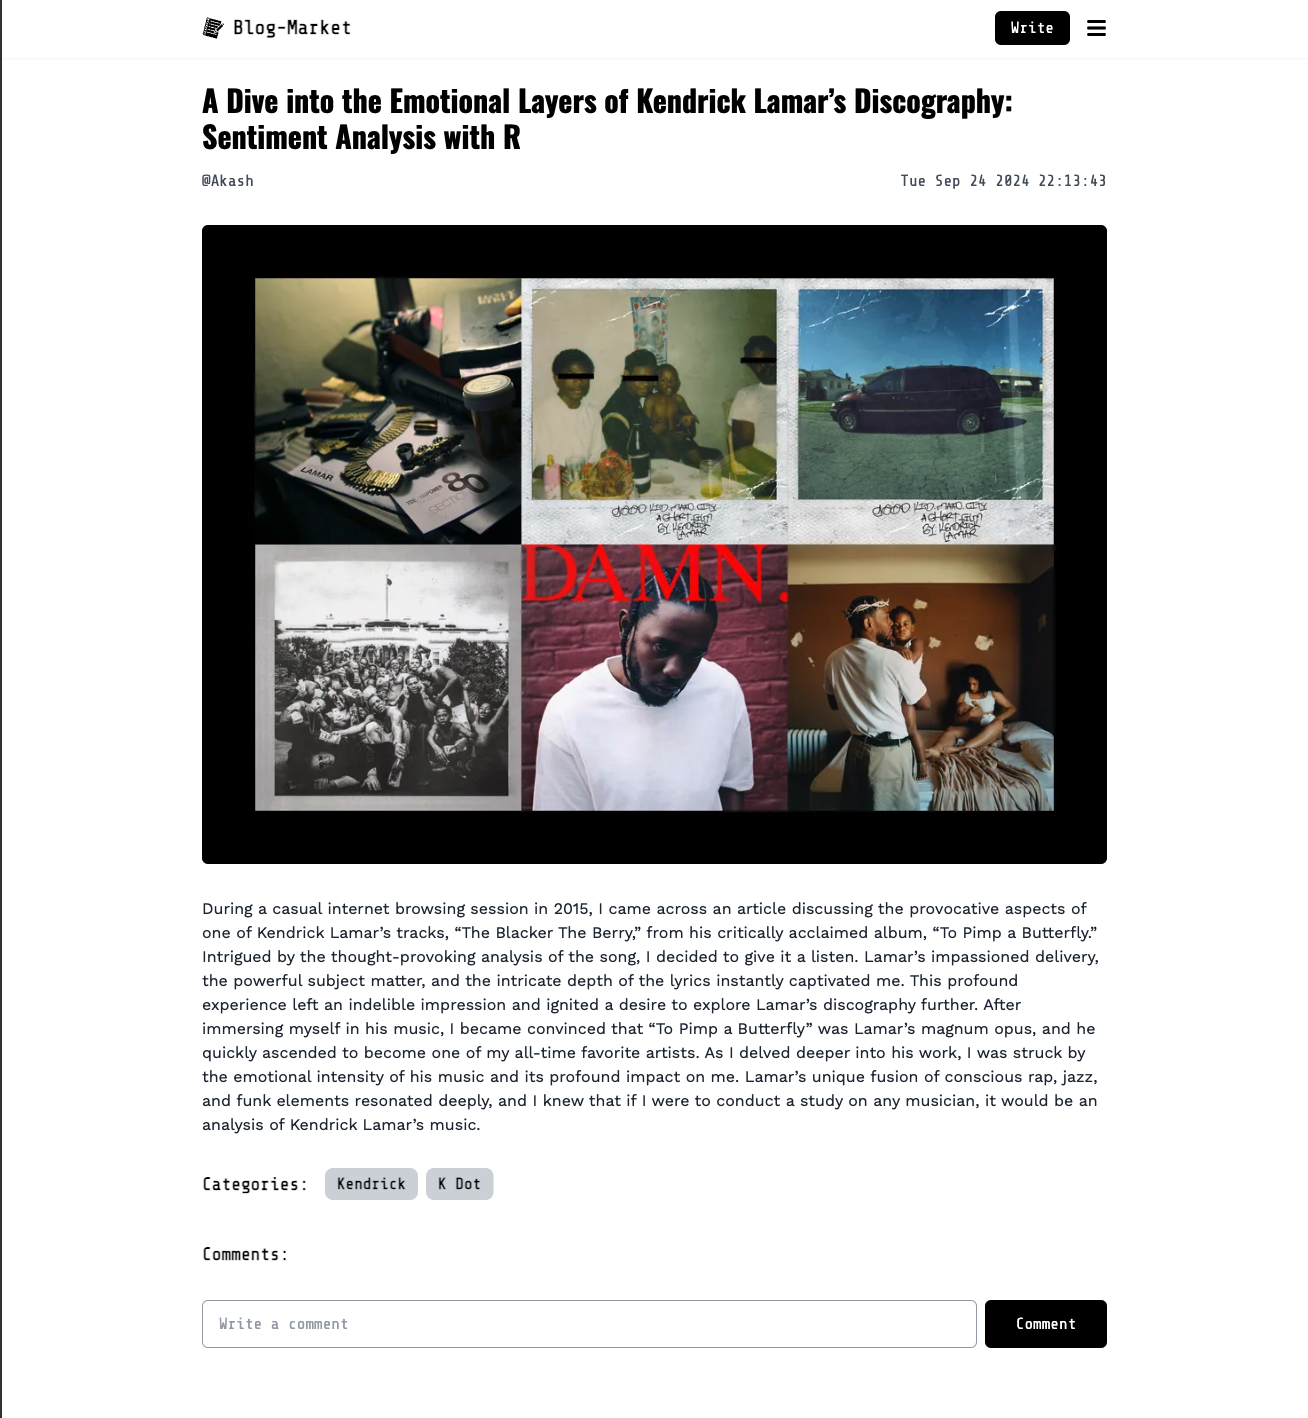 Blog-Market
Write
A Dive into the Emotional Layers of Kendrick Lamar’s Discography:
Sentiment Analysis with R
@Akash
Tue Sep 24 2024 22:13:43
LAMAR
80
SECTION
good kid, m.A.A.d city
A short film
by Kendrick
Lamar
good kid, m.A.A.d city
A short film
by Kendrick
Lamar
DAMN.
During a casual internet browsing session in 2015, I came across an article discussing the provocative aspects of
one of Kendrick Lamar’s tracks, “The Blacker The Berry,” from his critically acclaimed album, “To Pimp a Butterfly.”
Intrigued by the thought-provoking analysis of the song, I decided to give it a listen. Lamar’s impassioned delivery,
the powerful subject matter, and the intricate depth of the lyrics instantly captivated me. This profound
experience left an indelible impression and ignited a desire to explore Lamar’s discography further. After
immersing myself in his music, I became convinced that “To Pimp a Butterfly” was Lamar’s magnum opus, and he
quickly ascended to become one of my all-time favorite artists. As I delved deeper into his work, I was struck by
the emotional intensity of his music and its profound impact on me. Lamar’s unique fusion of conscious rap, jazz,
and funk elements resonated deeply, and I knew that if I were to conduct a study on any musician, it would be an
analysis of Kendrick Lamar’s music.
Categories:
Kendrick
K Dot
Comments:
Write a comment
Comment